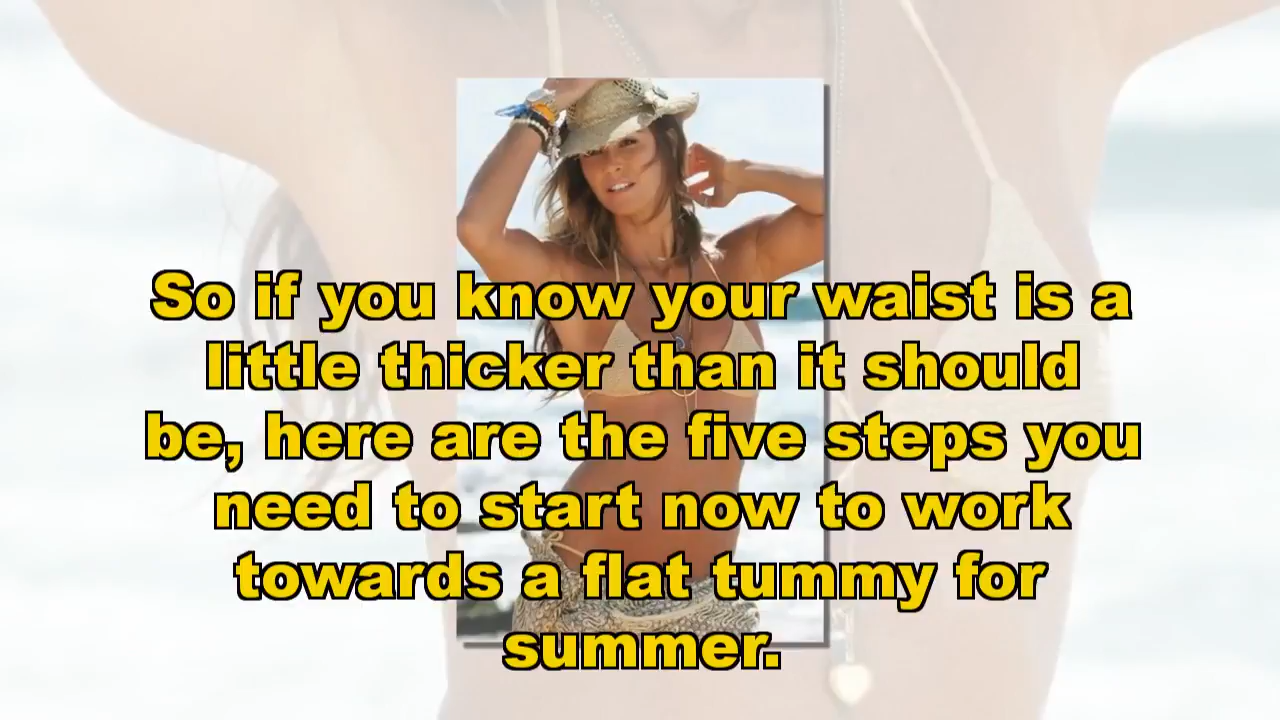 So if you know your waist is a
little thicker than it should
be, here are the five steps you
need to start now to work
towards a flat tummy for
summer.